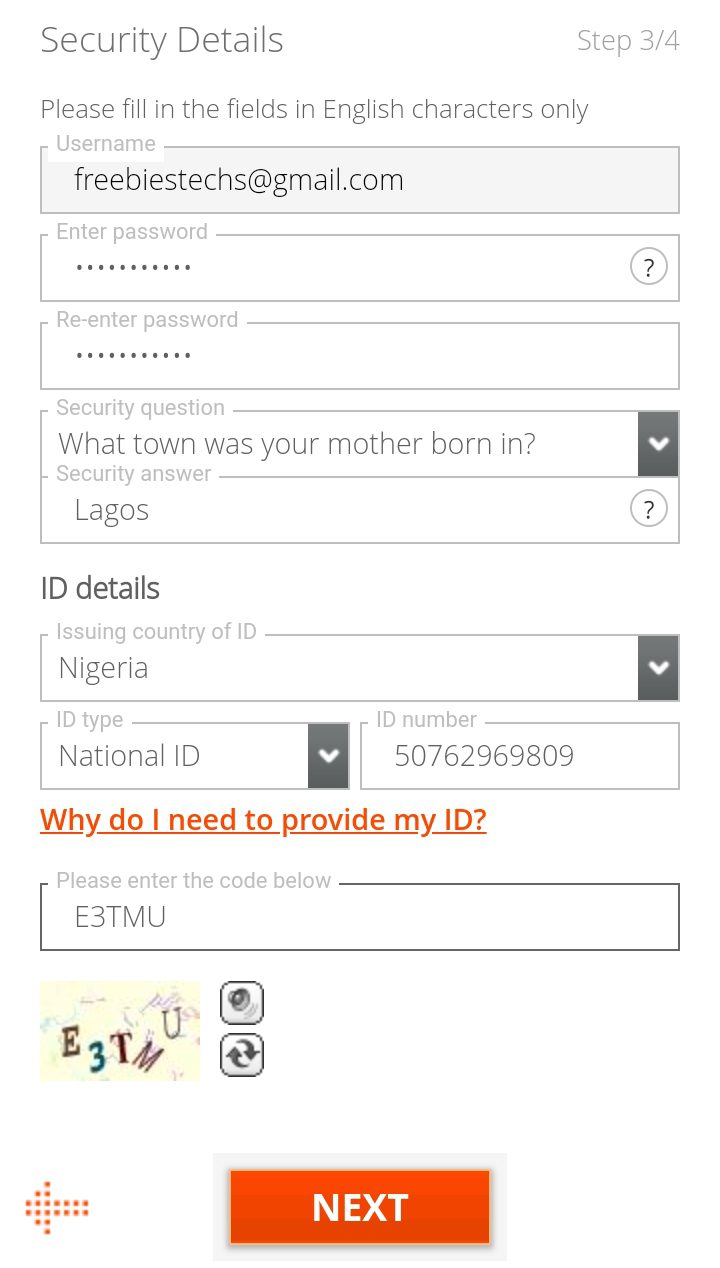 Security Details Step 3/4
Please fill in the fields in English characters only
Username
freebiestechs@gmail.com
Enter password
••••••••••• ?
Re-enter password
•••••••••••
Security question
What town was your mother born in?
Security answer
Lagos ?
ID details
Issuing country of ID
Nigeria
ID type ID number
National ID 50762969809
Why do I need to provide my ID?
Please enter the code below
E3TMU
E3TMU
NEXT